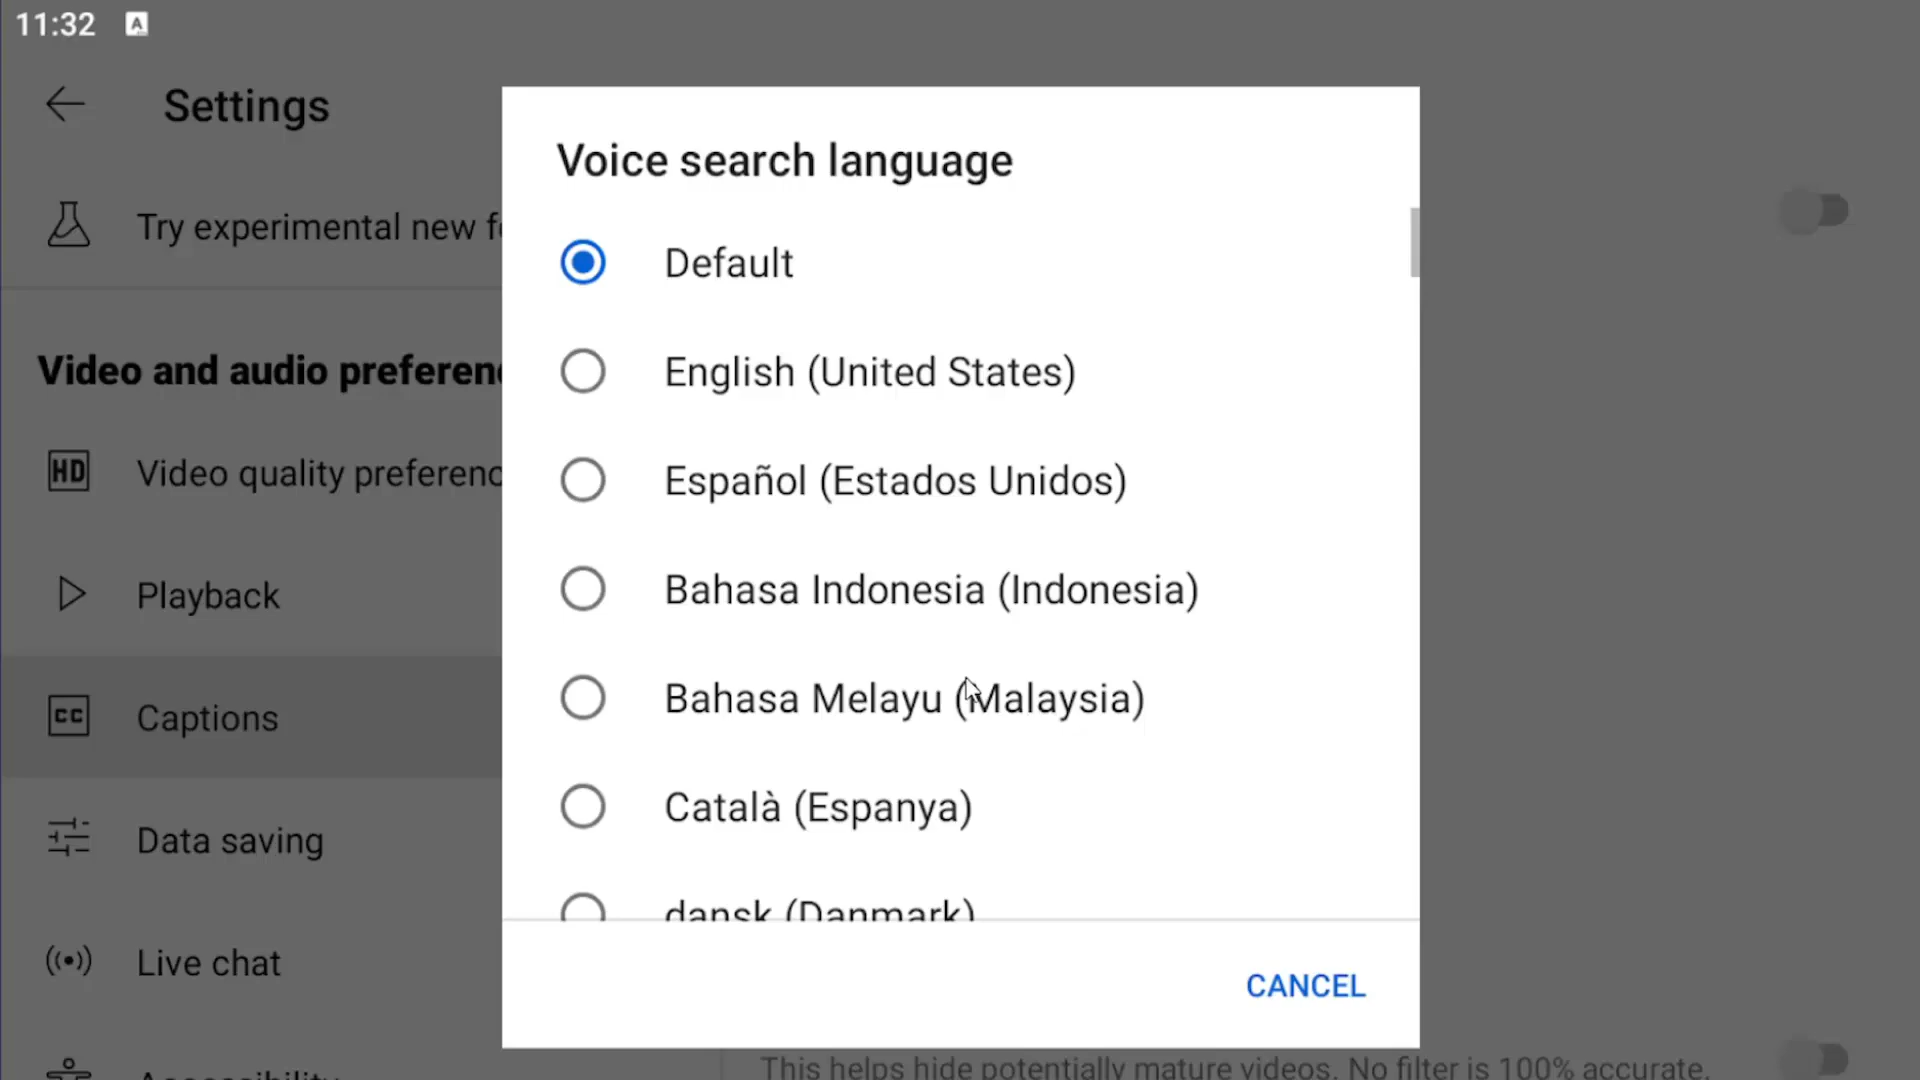 11:32
A
Settings
Try experimental new
Video and audio
Video quality
HD
Playback
CC
Captions
Data saving
Live chat
Voice search language
Default
English (United States)
Español (Estados Unidos)
Bahasa Indonesia (Indonesia)
Bahasa Melayu (Malaysia)
Català (Espanya)
dansk (Danmark)
CANCEL
This helps hide potentially mature videos. No filter is 100% accurate.